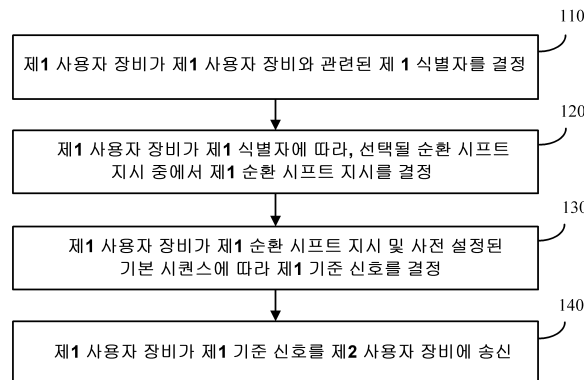 110
제1 사용자 장비가 제1 사용자 장비와 관련된 제 1 식별자를 결정
120
제1 사용자 장비가 제1 식별자에 따라, 선택될 순환 시프트
지시 중에서 제1 순환 시프트 지시를 결정
130
제1 사용자 장비가 제1 순환 시프트 지시 및 사전 설정된
기본 시퀀스에 따라 제1 기준 신호를 결정
140
제1 사용자 장비가 제1 기준 신호를 제2 사용자 장비에 송신